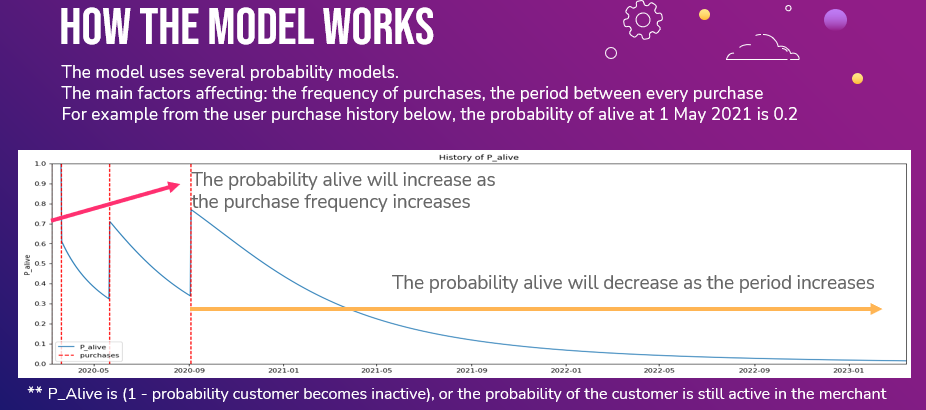 HOW THE MODEL WORKS
The model uses several probability models.
The main factors affecting: the frequency of purchases, the period between every purchase
For example from the user purchase history below, the probability of alive at 1 May 2021 is 0.2
History of P_alive
1.0
0.9
0.8
0.7
0.6
0.5
0.4
0.3
0.2
0.1
0.0
P_alive
The probability alive will increase as
the purchase frequency increases
The probability alive will decrease as the period increases
P_alive
purchases
2020-05
2020-09
2021-01
2021-05
2021-09
2022-01
2022-05
2022-09
2023-01
** P_Alive is (1 - probability customer becomes inactive), or the probability of the customer is still active in the merchant